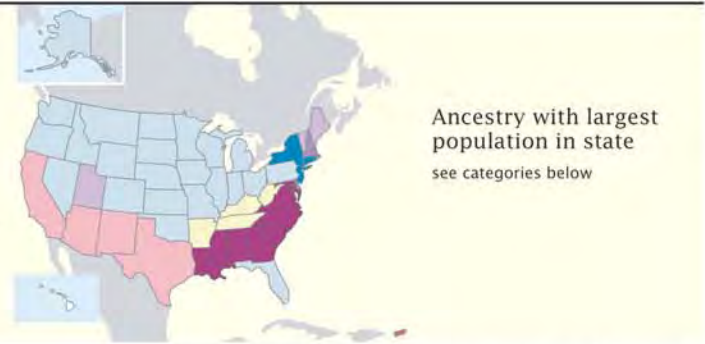 Ancestry with largest
population in state
see categories below